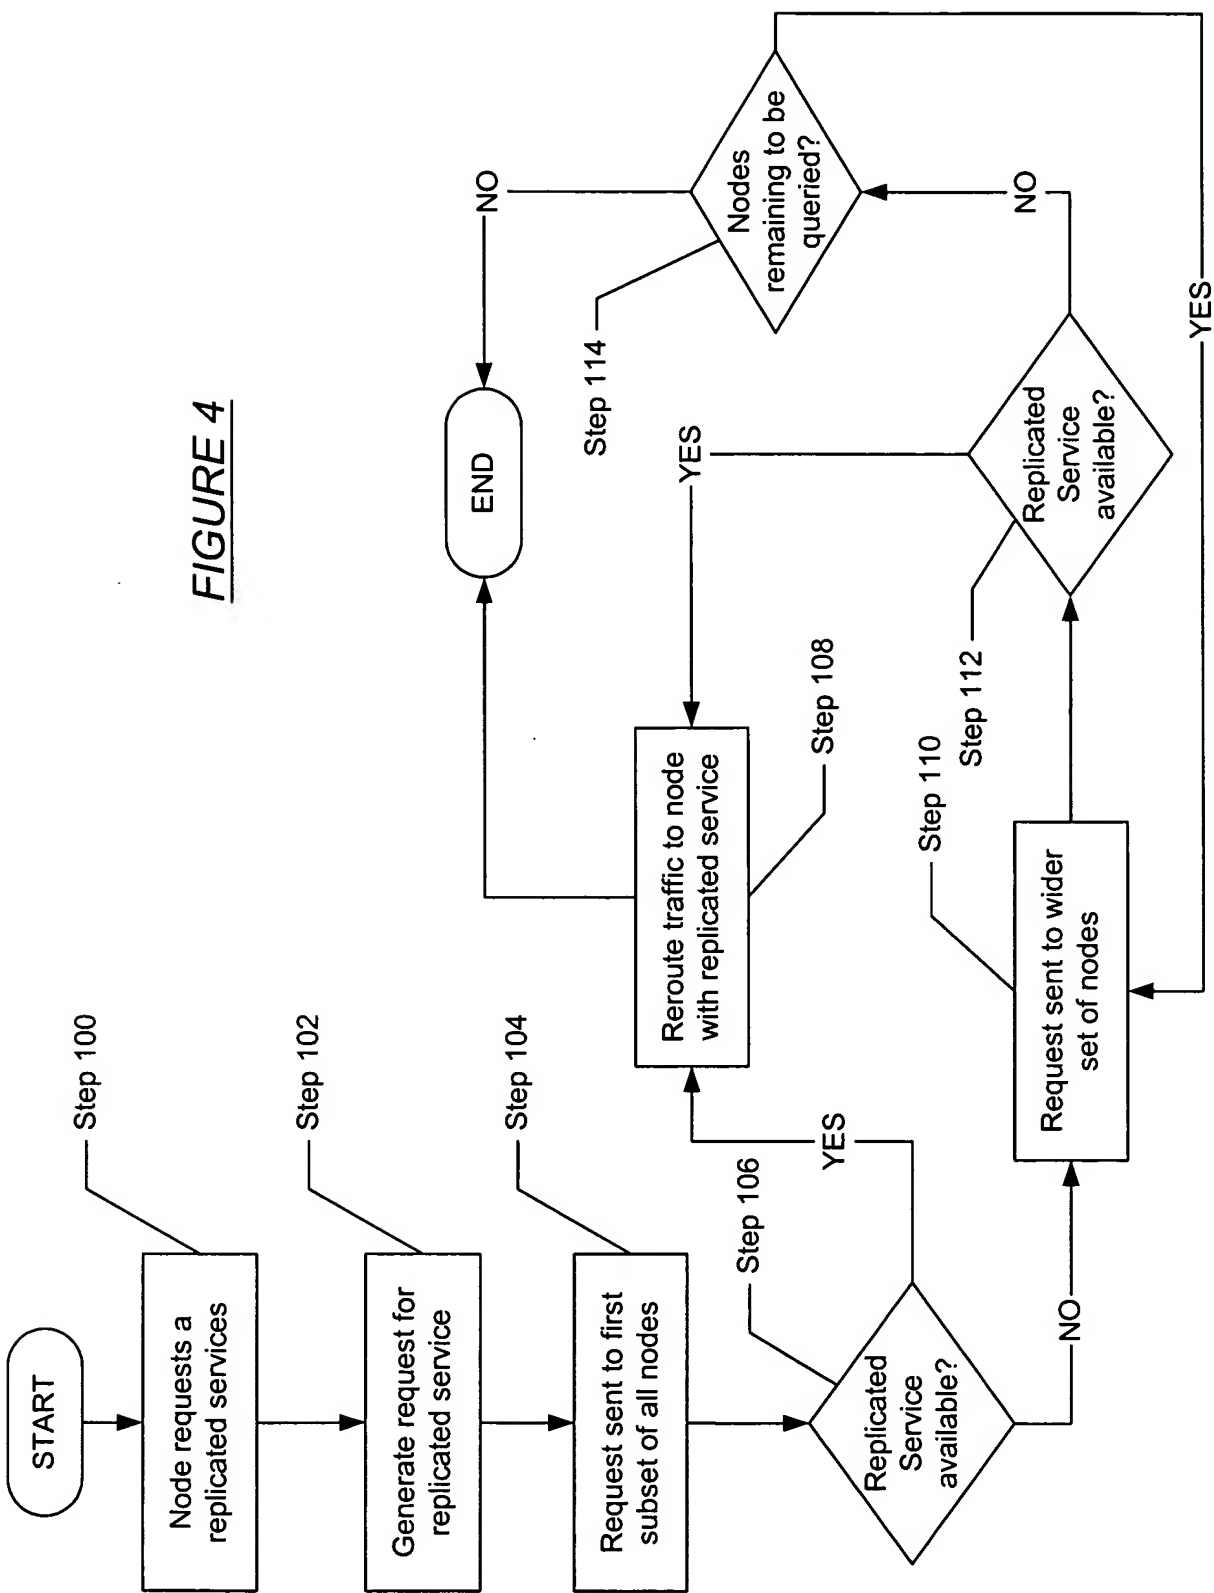 FIGURE 4
START
Node requests a
replicated services
Step 100
Generate request for
replicated service
Step 102
Request sent to first
subset of all nodes
Step 104
Replicated
Service
available?
Step 106
YES
NO
Reroute traffic to node
with replicated service
Step 108
Request sent to wider
set of nodes
Step 110
Replicated
Service
available?
Step 112
YES
NO
Nodes
remaining to be
queried?
Step 114
NO
YES
END